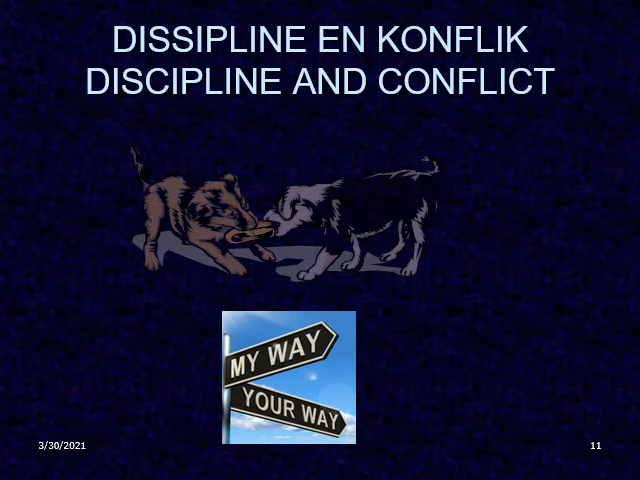 DISSIPLINE EN KONFLIK
DISCIPLINE AND CONFLICT
MY WAY
YOUR WAY
3/30/2021
11